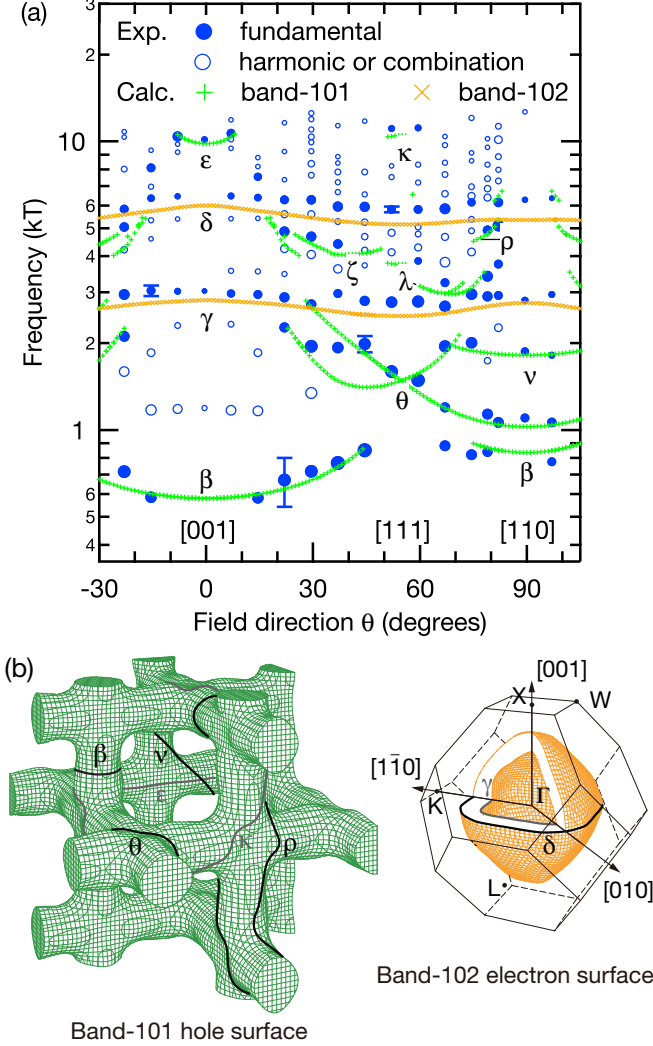 (a)
Exp. fundamental
harmonic or combination
Calc. band-101 band-102
3
2
10
6
5
4
3
2
1
6
5
4
Frequency (kT)
ε
κ
δ
ρ
ζ
λ
γ
θ
ν
β
β
[001] [111] [110]
-30 0 30 60 90
Field direction θ (degrees)
(b)
β
ν
ε
θ
κ
ρ
Band-101 hole surface
[001]
X
W
[11̄0]
γ
Γ
K
δ
L
[010]
Band-102 electron surface